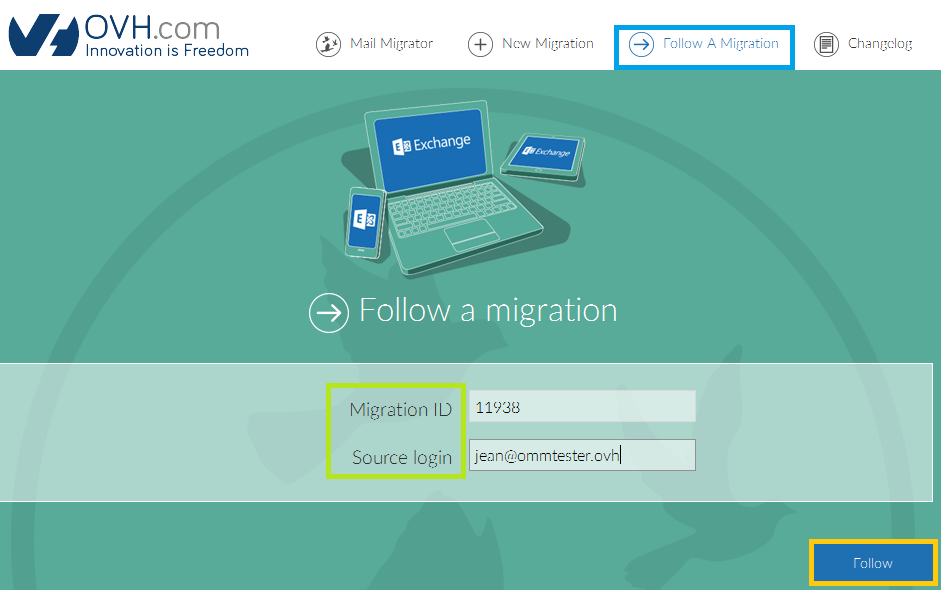 OVH.com
Innovation is Freedom
Mail Migrator
New Migration
Follow A Migration
Changelog
E Exchange
E Exchange
E
Follow a migration
Migration ID 11938
Source login jean@ommtester.ovh
Follow